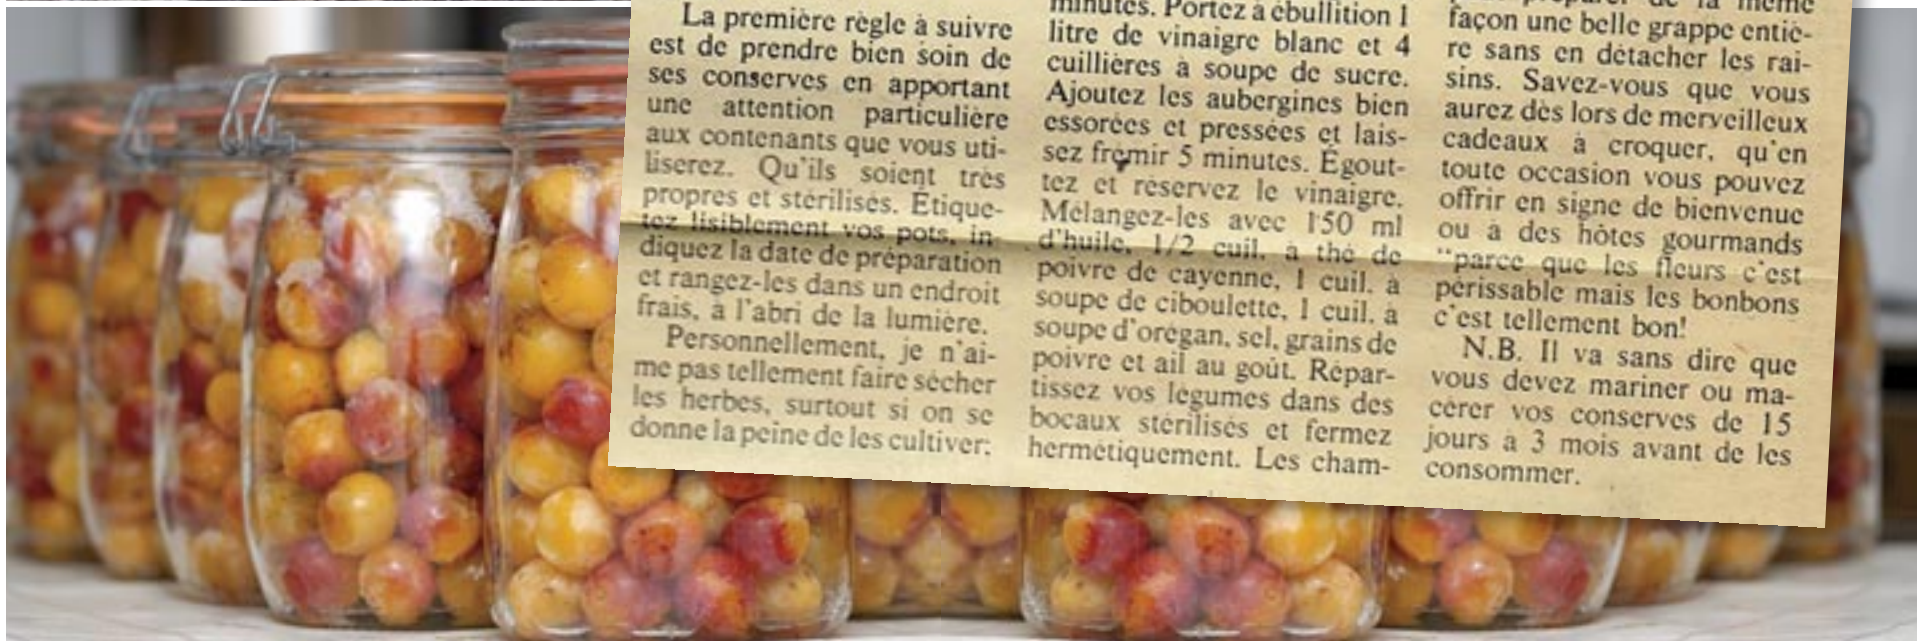 La première règle à suivre
est de prendre bien soin de
ses conserves en apportant
une attention particulière
aux contenants que vous uti-
liserez. Qu'ils soient très
propres et stérilisés. Étique-
tez lisiblement vos pots, in-
diquez la date de préparation
et rangez-les dans un endroit
frais, à l'abri de la lumière.
Personnellement, je n'ai-
me pas tellement faire sécher
les herbes, surtout si on se
donne la peine de les cultiver;
minutes. Portez à ébullition 1
litre de vinaigre blanc et 4
cuillières à soupe de sucre.
Ajoutez les aubergines bien
essorées et pressées et lais-
sez frémir 5 minutes. Égout-
tez et réservez le vinaigre.
Mélangez-les avec 150 ml
d'huile, 1/2 cuil. à thé de
poivre de cayenne, 1 cuil. à
soupe de ciboulette, 1 cuil. à
soupe d'orégan, sel, grains de
poivre et ail au goût. Répar-
tissez vos légumes dans des
bocaux stérilisés et fermez
hermétiquement. Les cham-
de la même
façon une belle grappe entiè-
re sans en détacher les rai-
sins. Savez-vous que vous
aurez dès lors de merveilleux
cadeaux à croquer, qu'en
toute occasion vous pouvez
offrir en signe de bienvenue
ou à des hôtes gourmands
"parce que les fleurs c'est
périssable mais les bonbons
c'est tellement bon!
N.B. Il va sans dire que
vous devez mariner ou ma-
cérer vos conserves de 15
jours à 3 mois avant de les
consommer.